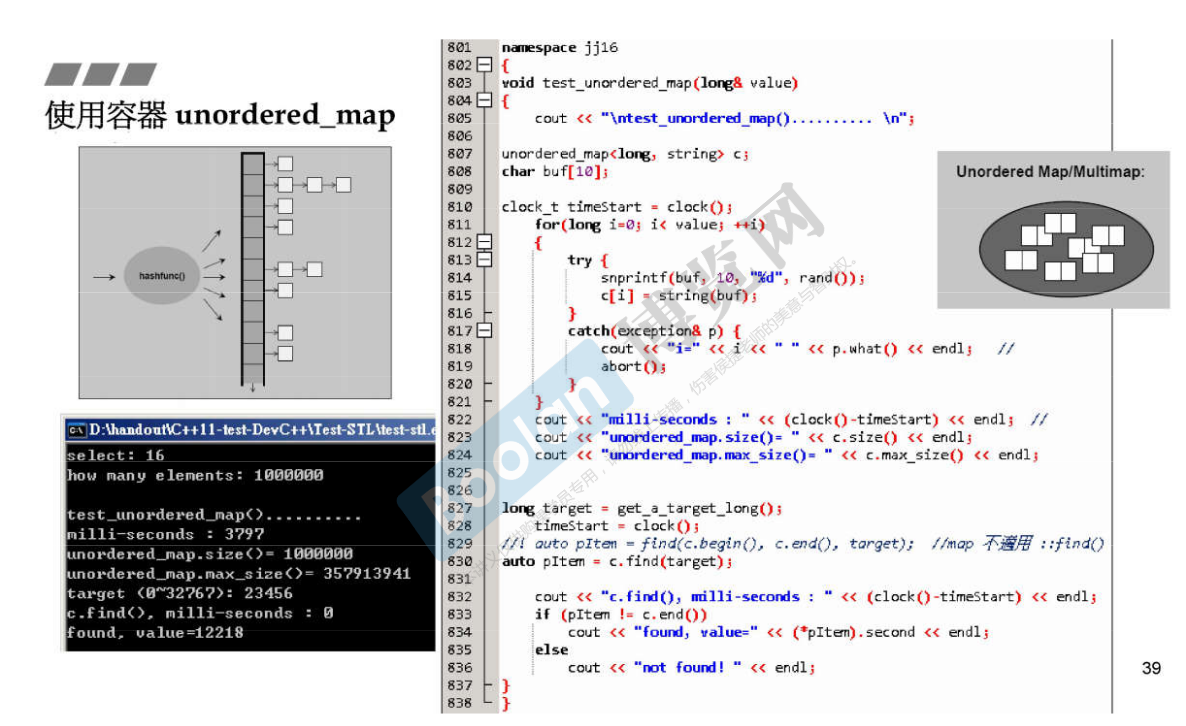 使用容器 unordered_map
hashfunc()
D:\handout\C++11-test-DevC++\Test-STL\test-stl.e
select: 16
how many elements: 1000000
test_unordered_map()..........
milli-seconds : 3797
unordered_map.size()= 1000000
unordered_map.max_size()= 357913941
target (0~32767): 23456
c.find(), milli-seconds : 0
found, value=12218
801 namespace jj16
802 {
803 void test_unordered_map(long& value)
804 {
805 cout << "\ntest_unordered_map().......... \n";
806
807 unordered_map<long, string> c;
808 char buf[10];
809
810 clock_t timeStart = clock();
811 for(long i=0; i< value; ++i)
812 {
813 try {
814 snprintf(buf, 10, "%d", rand());
815 c[i] = string(buf);
816 }
817 catch(exception& p) {
818 cout << "i=" << i << " " << p.what() << endl; //
819 abort();
820 }
821 }
822 cout << "milli-seconds : " << (clock()-timeStart) << endl; //
823 cout << "unordered_map.size()= " << c.size() << endl;
824 cout << "unordered_map.max_size()= " << c.max_size() << endl;
825
826
827 long target = get_a_target_long();
828 timeStart = clock();
829 //! auto pItem = find(c.begin(), c.end(), target); //map 不適用 ::find()
830 auto pItem = c.find(target);
831
832 cout << "c.find(), milli-seconds : " << (clock()-timeStart) << endl;
833 if (pItem != c.end())
834 cout << "found, value=" << (*pItem).second << endl;
835 else
836 cout << "not found! " << endl;
837 }
838 }
Unordered Map/Multimap:
Boolan 博览网
39